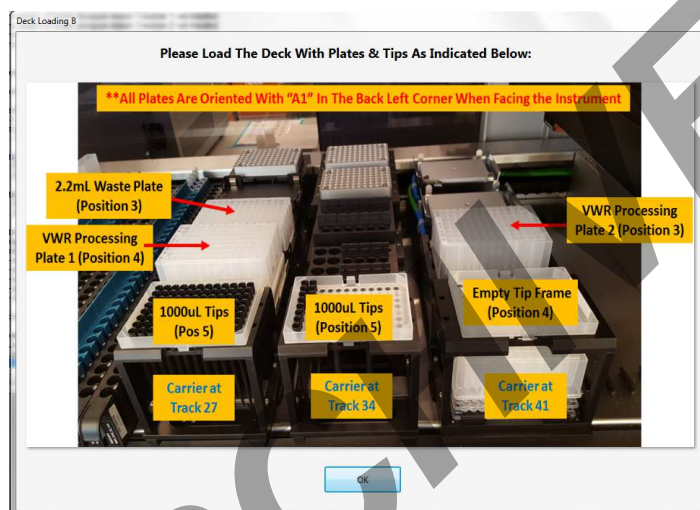 Deck Loading B
Please Load The Deck With Plates & Tips As Indicated Below:
**All Plates Are Oriented With "A1" In The Back Left Corner When Facing the Instrument
2.2mL Waste Plate
(Position 3)
VWR Processing
Plate 1 (Position 4)
VWR Processing
Plate 2 (Position 3)
1000uL Tips
(Pos 5)
1000uL Tips
(Position 5)
Empty Tip Frame
(Position 4)
Carrier at
Track 27
Carrier at
Track 34
Carrier at
Track 41
OK